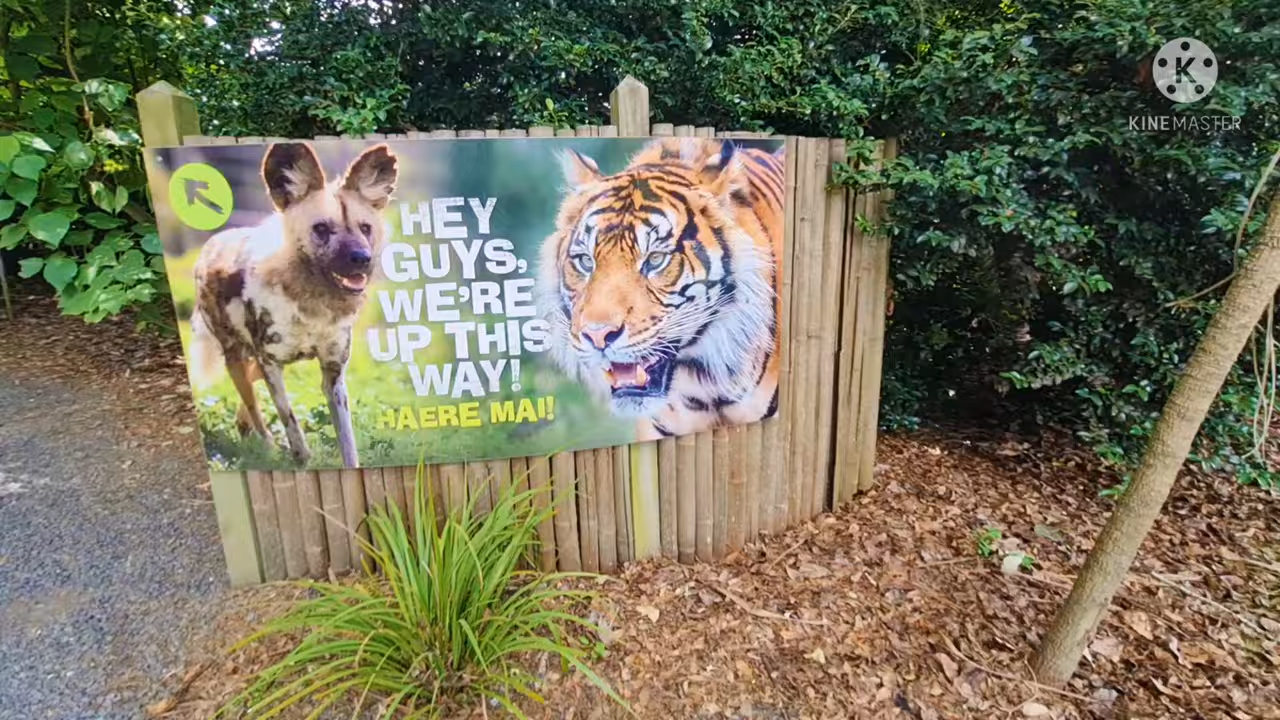 HEY
GUYS,
WE'RE
UP THIS
WAY!
HAERE MAI!
K
KINEMASTER